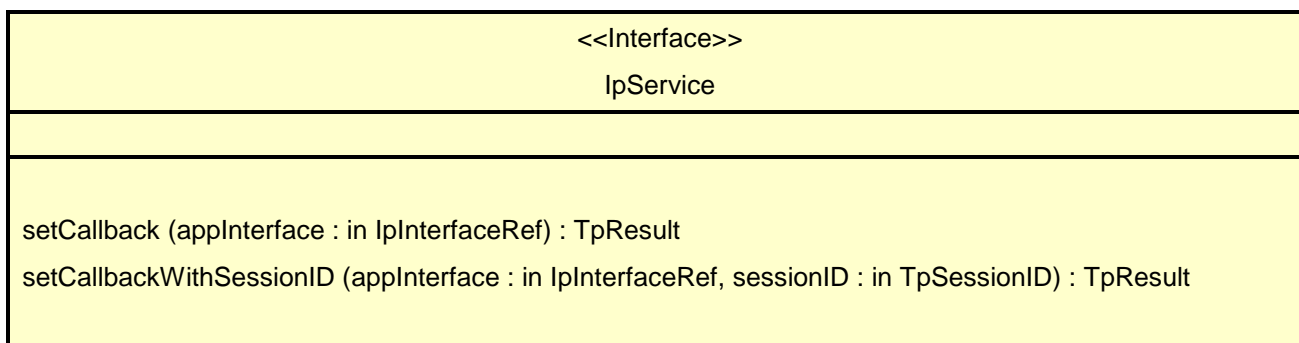 <<Interface>>
IpService
setCallback (appInterface : in IpInterfaceRef) : TpResult
setCallbackWithSessionID (appInterface : in IpInterfaceRef, sessionID : in TpSessionID) : TpResult